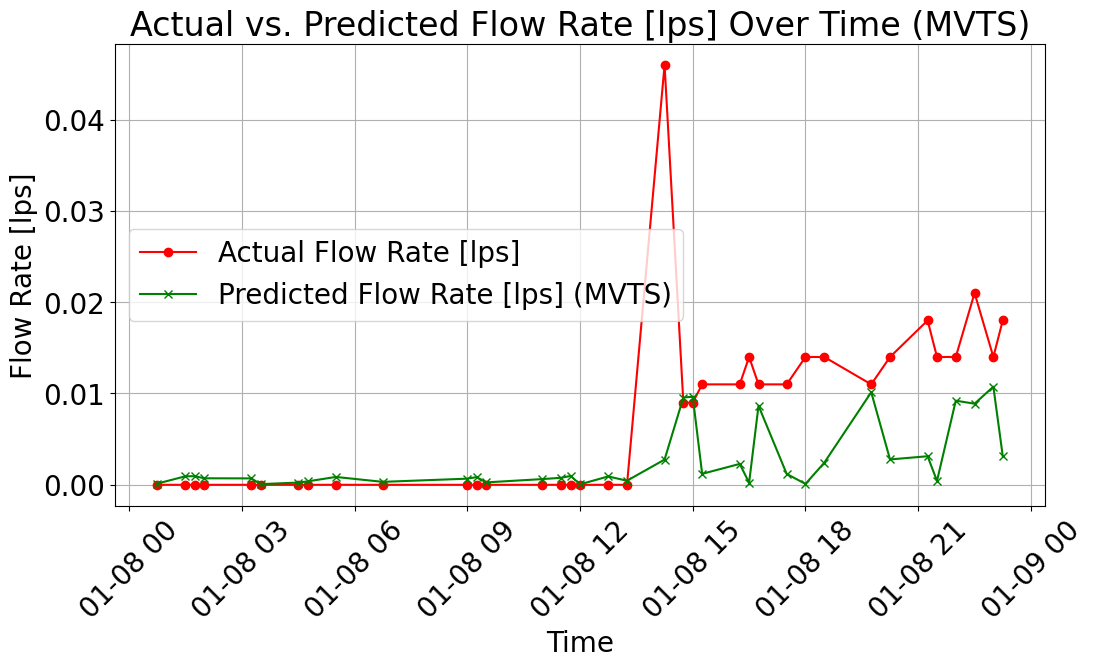 Actual vs. Predicted Flow Rate [lps] Over Time (MVTS)
Flow Rate [lps]
0.04
0.03
0.02
0.01
0.00
Actual Flow Rate [lps]
Predicted Flow Rate [lps] (MVTS)
01-08 00
01-08 03
01-08 06
01-08 09
01-08 12
01-08 15
01-08 18
01-08 21
01-09 00
Time